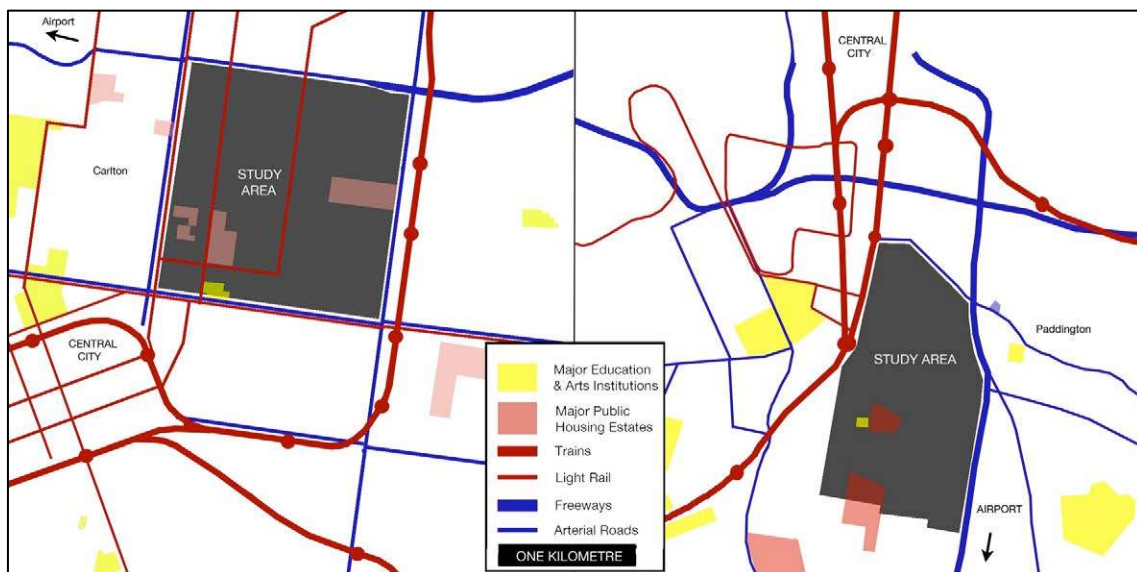 Airport
Carlton
STUDY
AREA
CENTRAL
CITY
CENTRAL
CITY
STUDY AREA
Paddington
AIRPORT
Major Education
& Arts Institutions
Major Public
Housing Estates
Trains
Light Rail
Freeways
Arterial Roads
ONE KILOMETRE